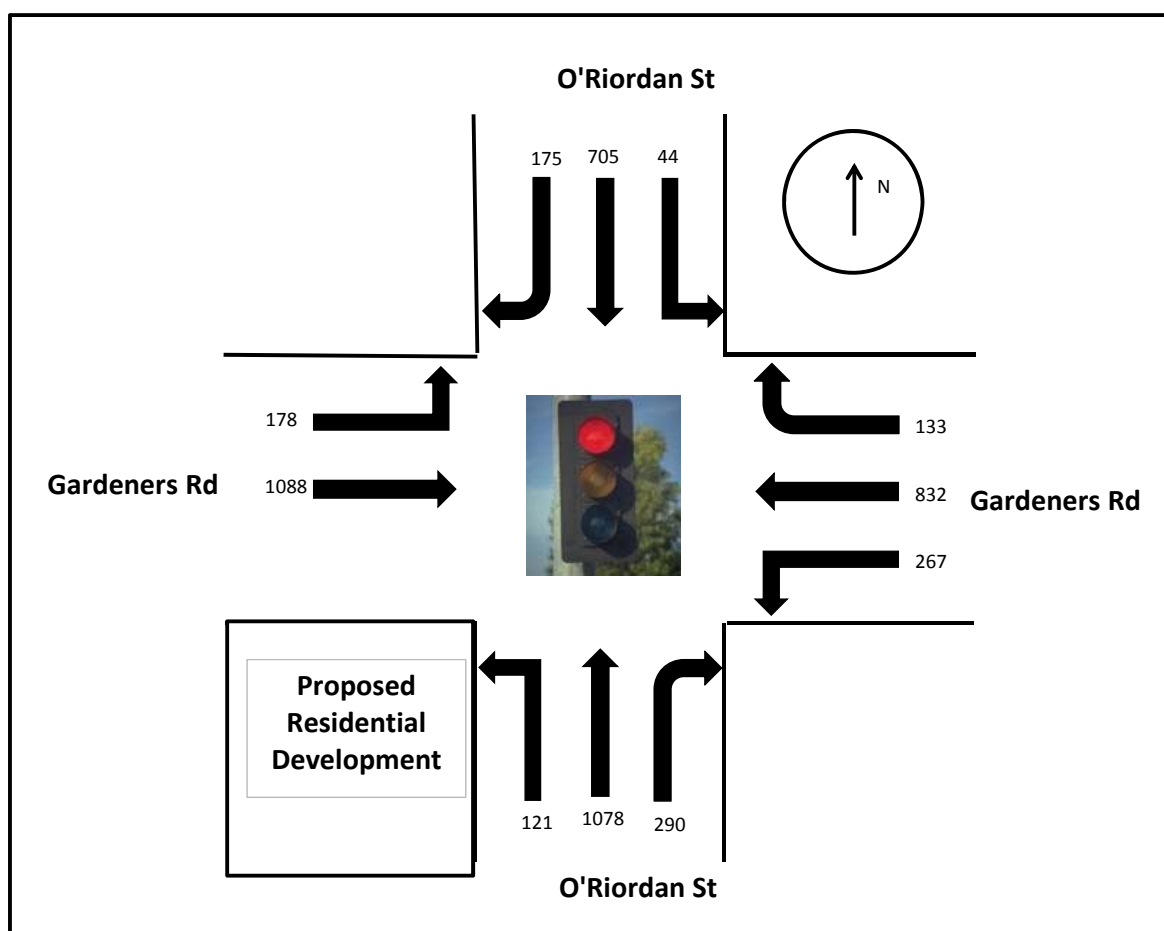 O'Riordan St
175 705 44
N
178
133
Gardeners Rd 1088
832 Gardeners Rd
267
Proposed
Residential
Development
121 1078 290
O'Riordan St